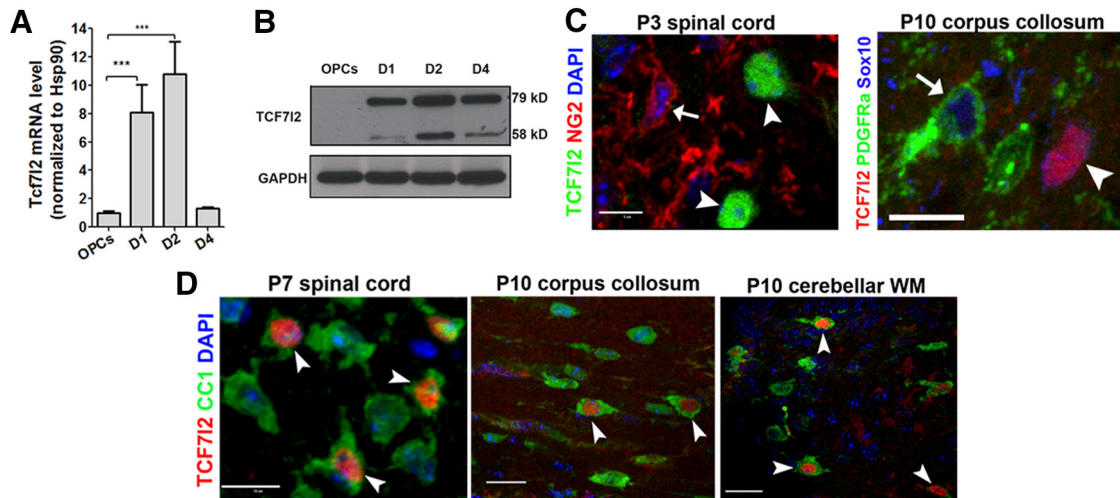 A
Tcf7l2 mRNA level
(normalized to Hsp90)
14
12
10
8
6
4
2
0
***
***
OPCs
D1
D2
D4
B
OPCs D1 D2 D4
TCF7l2
79 kD
58 kD
GAPDH
C
P3 spinal cord
TCF7l2 NG2 DAPI
P10 corpus collosum
TCF7l2 PDGFRa Sox10
D
P7 spinal cord
TCF7l2 CC1 DAPI
P10 corpus collosum
P10 cerebellar WM